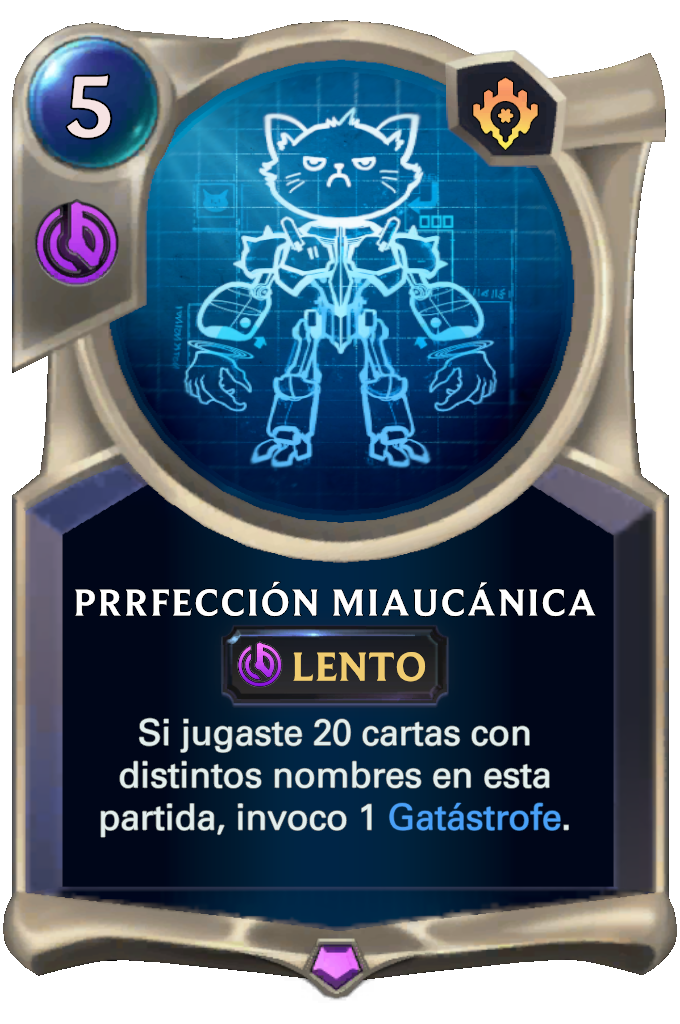 5
PRRFECCIÓN MIAUCÁNICA
LENTO
Si jugaste 20 cartas con
distintos nombres en esta
partida, invoco 1 Gatástrofe.